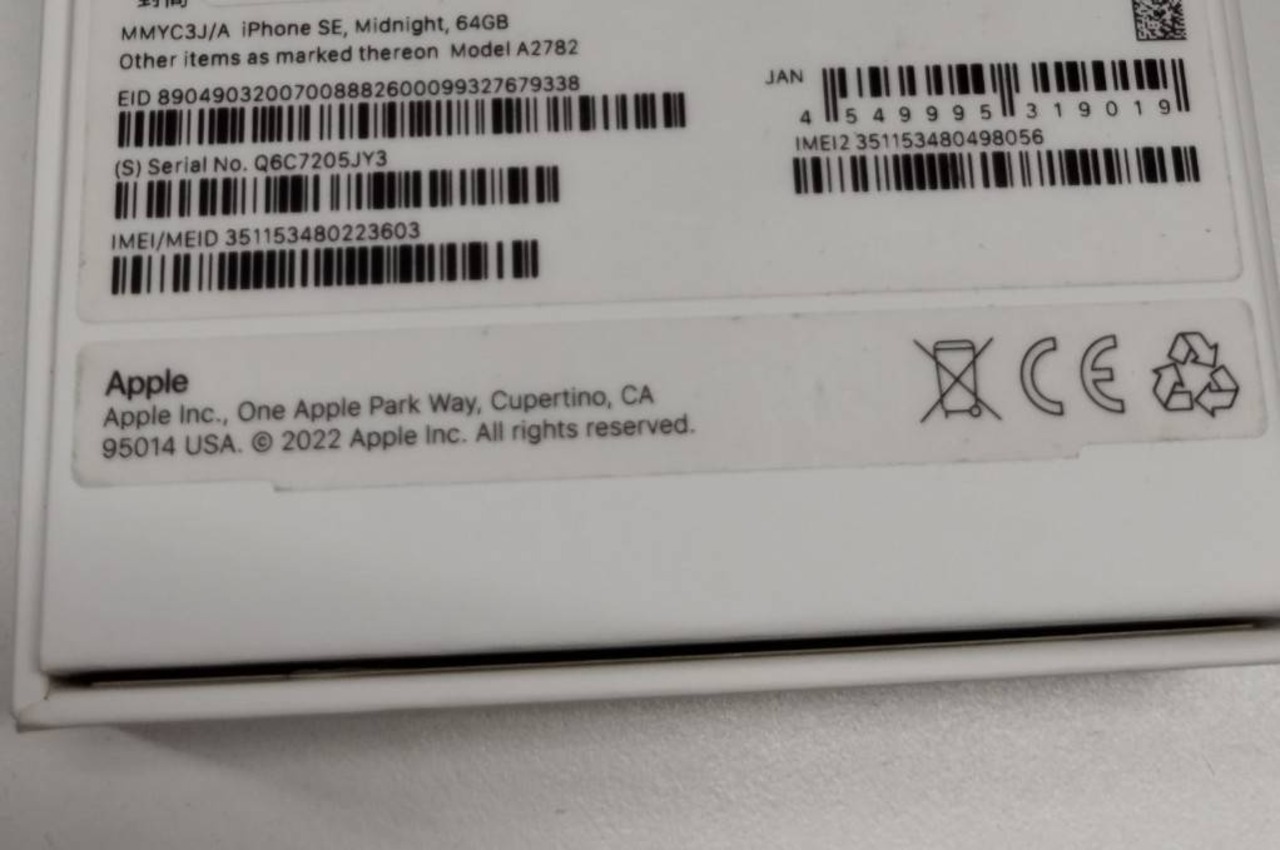 MMYC3J/A iPhone SE, Midnight, 64GB
Other items as marked thereon Model A2782
EID 89049032007008882600099327679338
(S) Serial No. Q6C7205JY3
IMEI/MEID 351153480223603
JAN
4 549995 319019
IMEI2 351153480498056
Apple
Apple Inc., One Apple Park Way, Cupertino, CA
95014 USA. © 2022 Apple Inc. All rights reserved.
CE